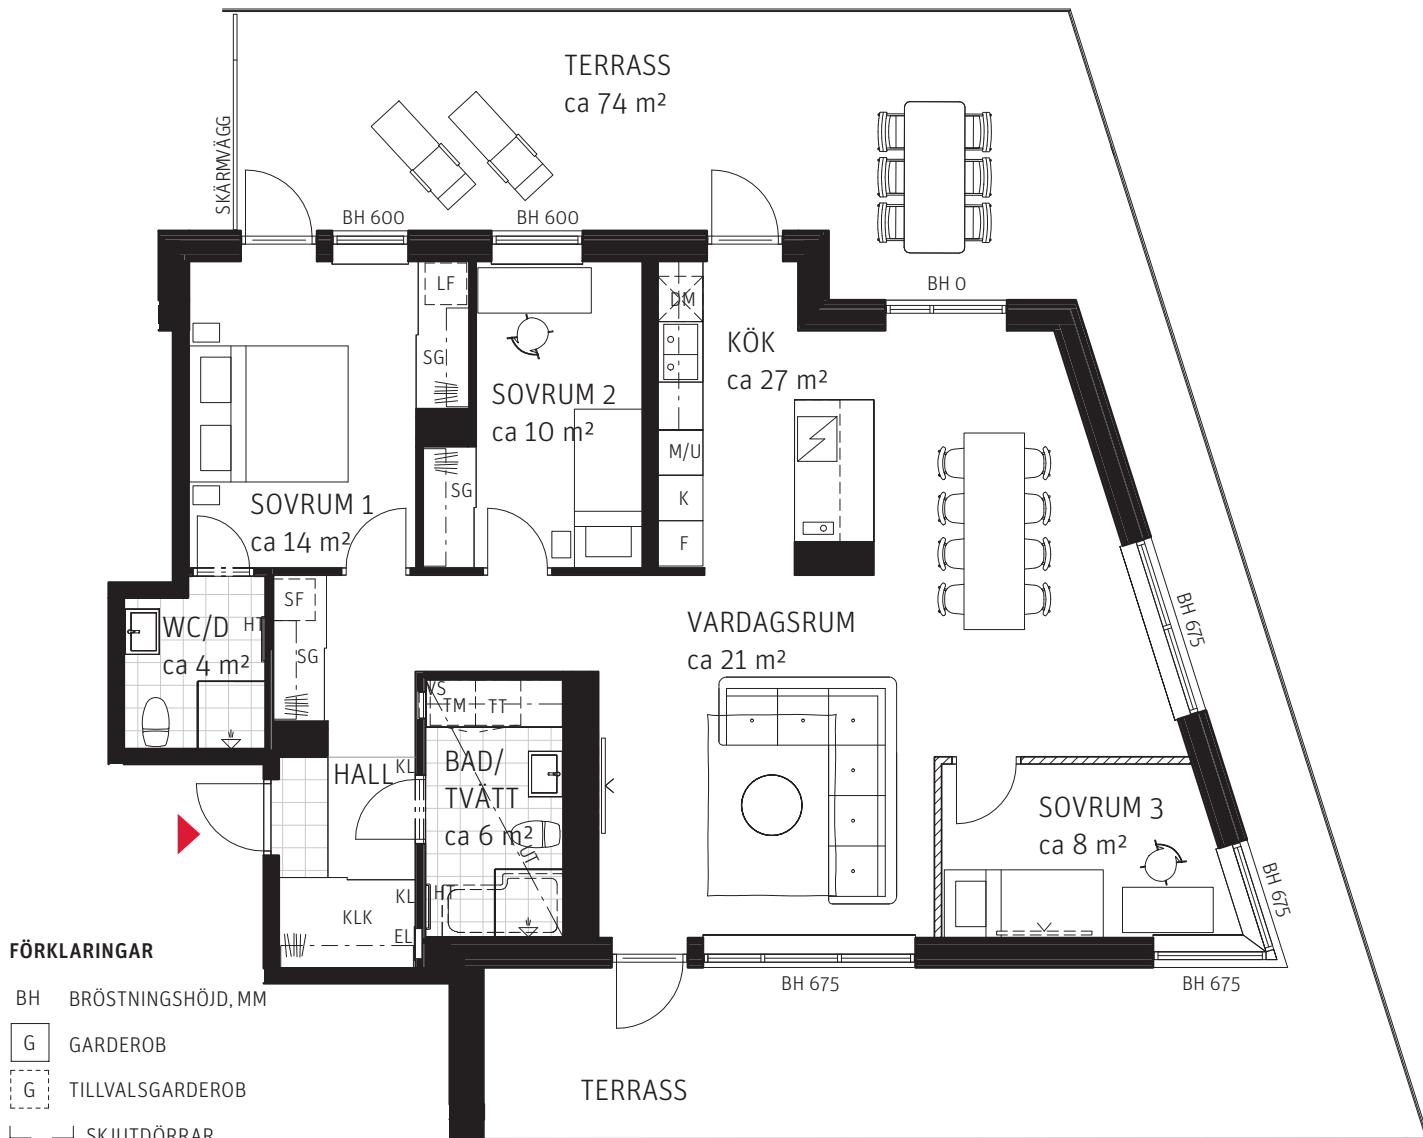 TERRASS
ca 74 m²
SKÄRMVÄGG
BH 600
BH 600
BH 0
LF
DM
SG
KÖK
ca 27 m²
SOVRUM 2
ca 10 m²
M/U
SG
K
SOVRUM 1
ca 14 m²
F
SF
WC/D
HT
ca 4 m²
SG
VARDAGSRUM
ca 21 m²
BH 675
VS
TM
TT
HALL
KL
BAD/
TVÄTT
ca 6 m²
UT
SOVRUM 3
ca 8 m²
BH 675
KL
HT
KLK
EL
BH 675
BH 675
TERRASS
FÖRKLARINGAR
BH BRÖSTNINGSHÖJD, MM
G GARDEROB
G TILLVALSGARDEROB
SKJUTDÖRRAR